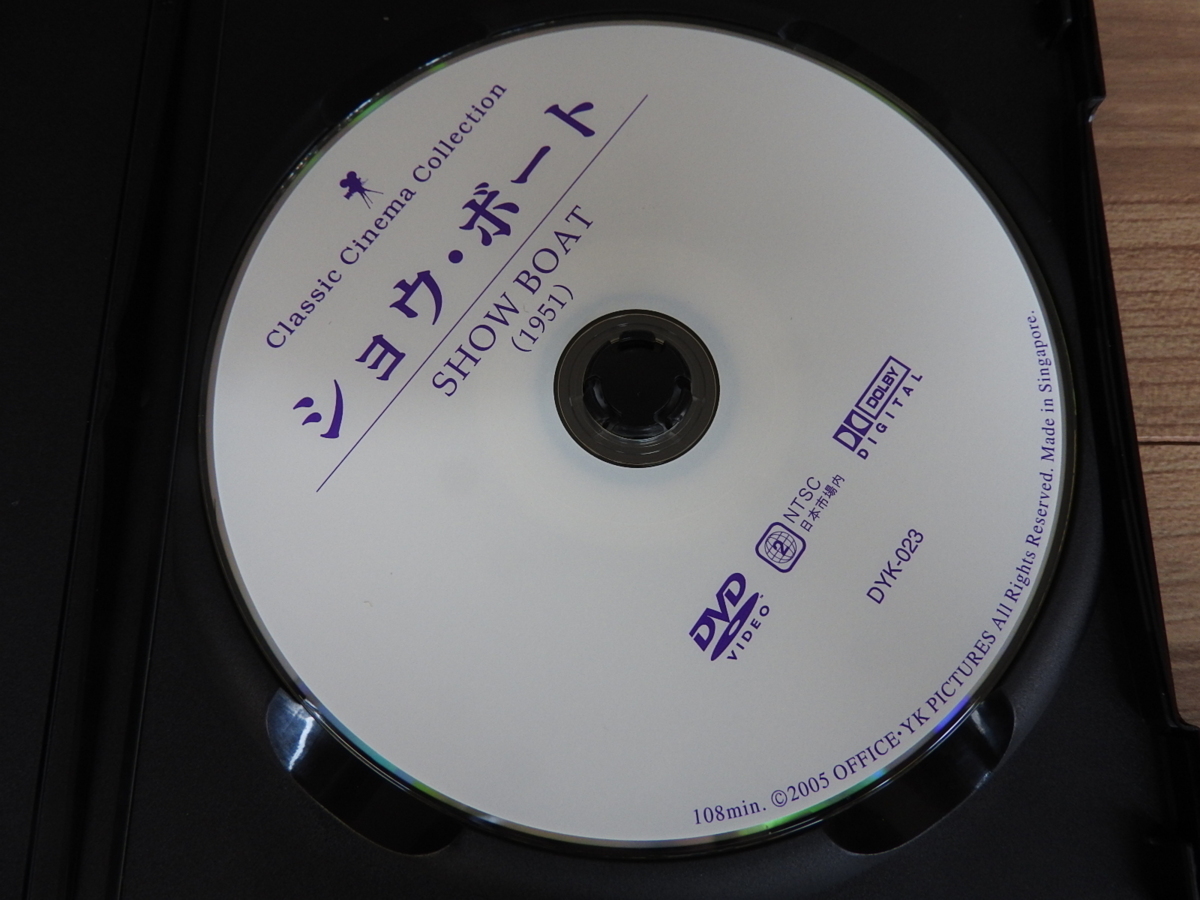 Classic Cinema Collection
ショウ・ボート
SHOW BOAT
(1951)
DOLBY
DIGITAL
2
NTSC
日本市場内
DVD
VIDEO
DYK-023
108min. ©2005 OFFICE・YK PICTURES All Rights Reserved. Made in Singapore.